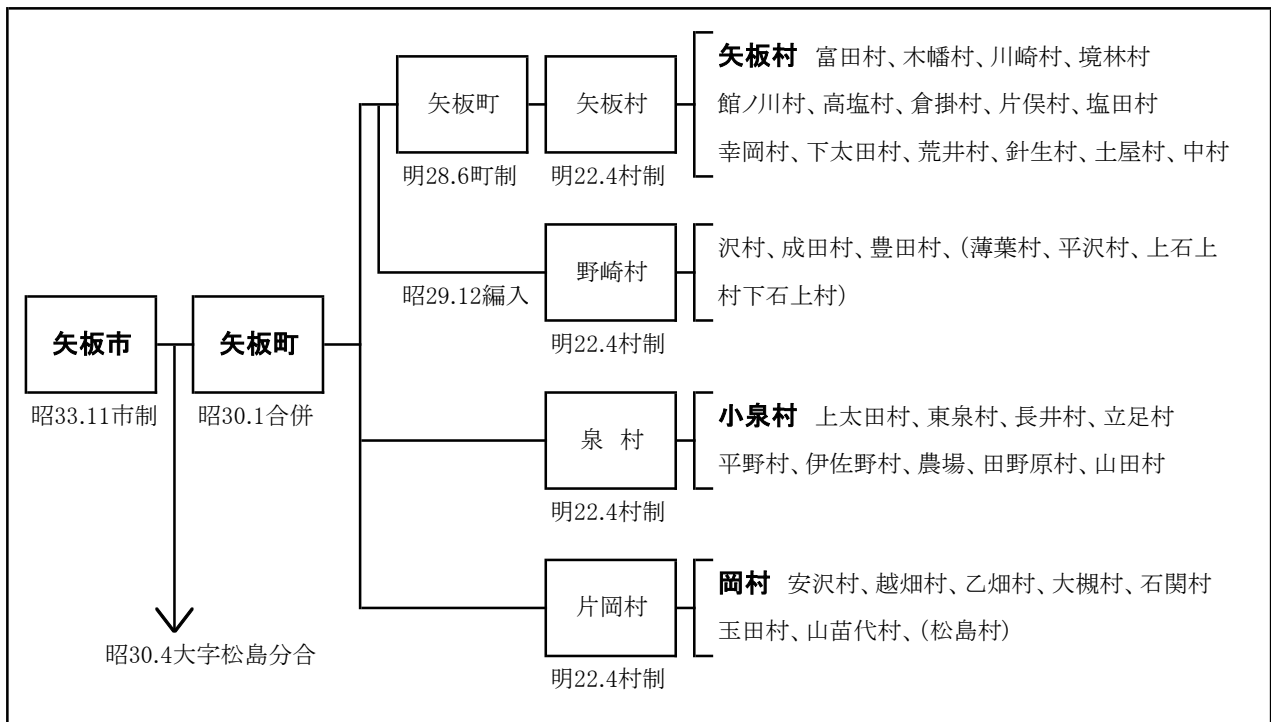 矢板市
昭33.11市制
矢板町
昭30.1合併
昭30.4大字松島分合
矢板町
明28.6町制
矢板村
明22.4村制
矢板村 富田村、木幡村、川崎村、境林村
館ノ川村、高塩村、倉掛村、片俣村、塩田村
幸岡村、下太田村、荒井村、針生村、土屋村、中村
昭29.12編入
野崎村
明22.4村制
沢村、成田村、豊田村、(薄葉村、平沢村、上石上
村下石上村)
泉 村
明22.4村制
小泉村 上太田村、東泉村、長井村、立足村
平野村、伊佐野村、農場、田野原村、山田村
片岡村
明22.4村制
岡村 安沢村、越畑村、乙畑村、大槻村、石関村
玉田村、山苗代村、(松島村)